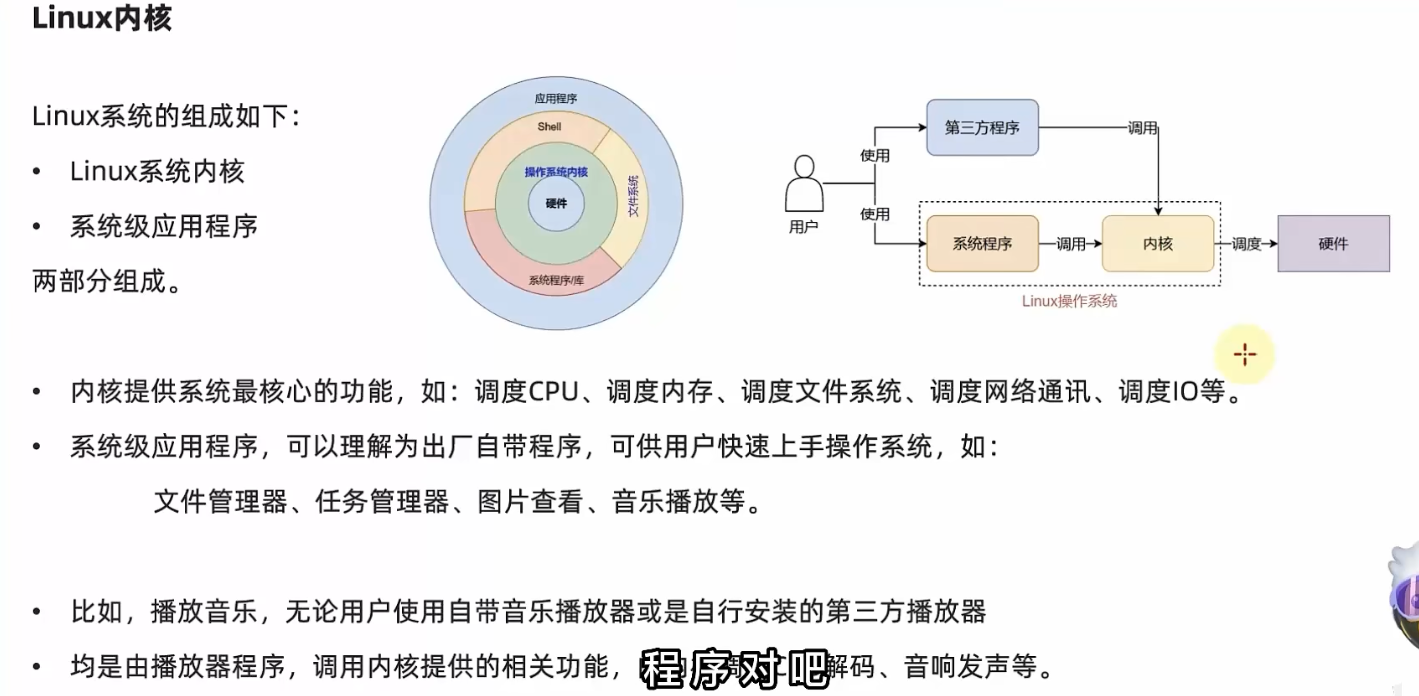 Linux内核
Linux系统的组成如下：
• Linux系统内核
• 系统级应用程序
两部分组成。
应用程序
Shell
操作系统内核
硬件
文件系统
系统程序/库
用户
使用
使用
第三方程序
调用
系统程序
调用
内核
调度
硬件
Linux操作系统
• 内核提供系统最核心的功能，如：调度CPU、调度内存、调度文件系统、调度网络通讯、调度IO等。
• 系统级应用程序，可以理解为出厂自带程序，可供用户快速上手操作系统，如：
文件管理器、任务管理器、图片查看、音乐播放等。
• 比如，播放音乐，无论用户使用自带音乐播放器或是自行安装的第三方播放器
• 均是由播放器程序，调用内核提供的相关功能，解码、音响发声等。
程序对吧